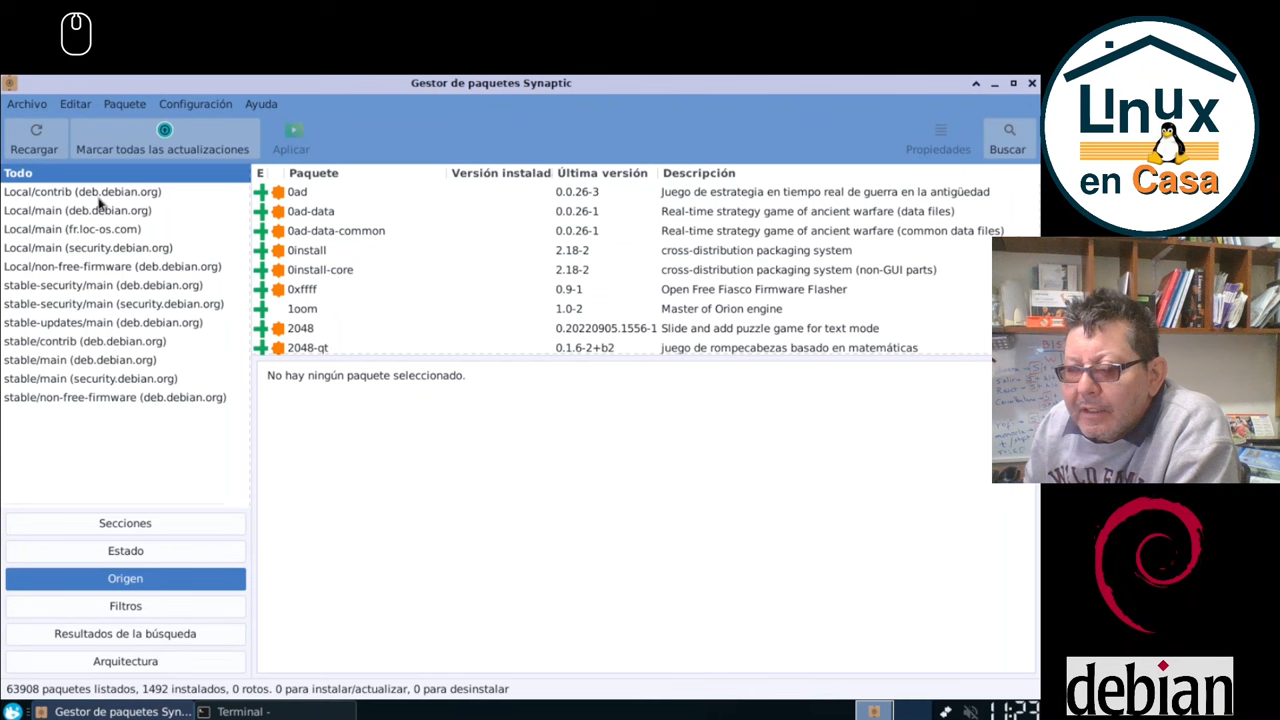 Gestor de paquetes Synaptic
Archivo Editar Paquete Configuración Ayuda
Recargar Marcar todas las actualizaciones Aplicar Propiedades Buscar
Todo
Local/contrib (deb.debian.org)
Local/main (deb.debian.org)
Local/main (fr.loc-os.com)
Local/main (security.debian.org)
Local/non-free-firmware (deb.debian.org)
stable-security/main (deb.debian.org)
stable-security/main (security.debian.org)
stable-updates/main (deb.debian.org)
stable/contrib (deb.debian.org)
stable/main (deb.debian.org)
stable/main (security.debian.org)
stable/non-free-firmware (deb.debian.org)
Secciones
Estado
Origen
Filtros
Resultados de la búsqueda
Arquitectura
E Paquete Versión instalad Última versión Descripción
0ad 0.0.26-3 Juego de estrategia en tiempo real de guerra en la antigüedad
0ad-data 0.0.26-1 Real-time strategy game of ancient warfare (data files)
0ad-data-common 0.0.26-1 Real-time strategy game of ancient warfare (common data files)
0install 2.18-2 cross-distribution packaging system
0install-core 2.18-2 cross-distribution packaging system (non-GUI parts)
0xffff 0.9-1 Open Free Fiasco Firmware Flasher
1oom 1.0-2 Master of Orion engine
2048 0.20220905.1556-1 Slide and add puzzle game for text mode
2048-qt 0.1.6-2+b2 juego de rompecabezas basado en matemáticas
No hay ningún paquete seleccionado.
63908 paquetes listados, 1492 instalados, 0 rotos. 0 para instalar/actualizar, 0 para desinstalar
Gestor de paquetes Syn... Terminal -
Linux
en Casa
debian